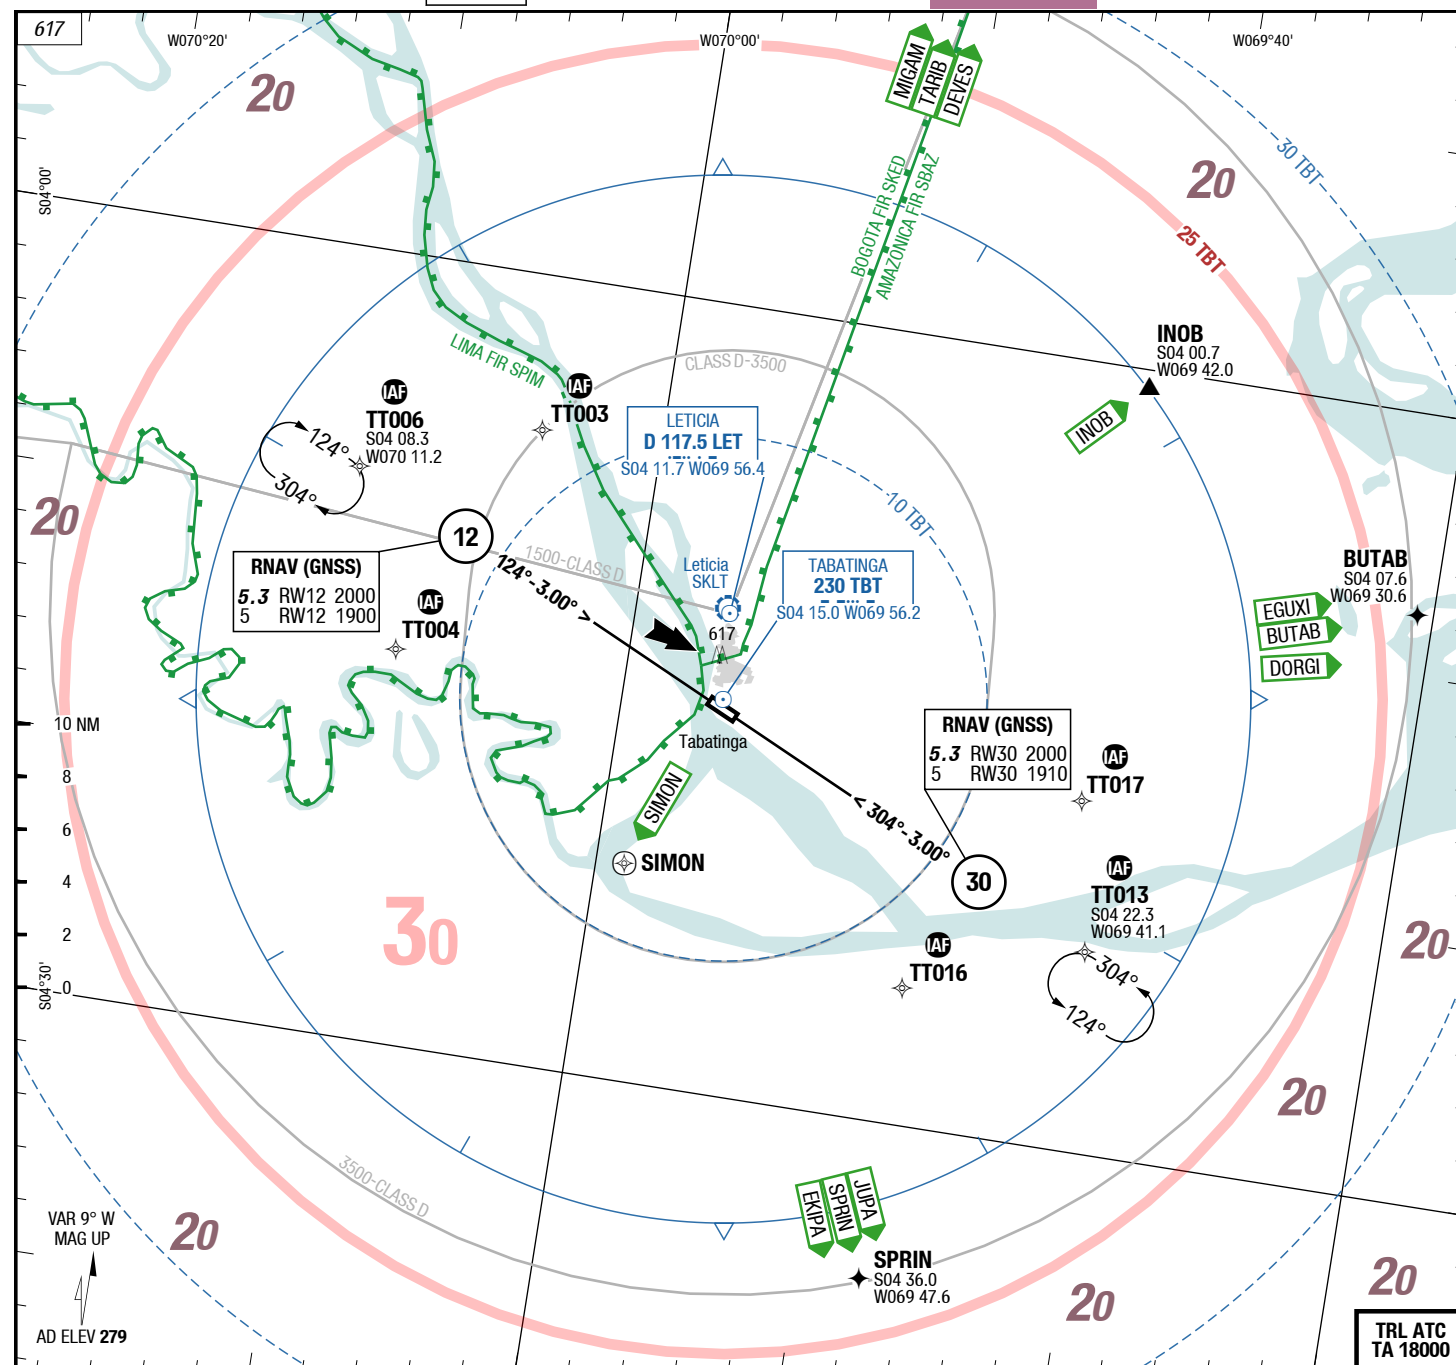 617
W070°20'
W070°00'
W069°40'
20
MIGAM
TARIB
DEVES
30 TBT
20
S04°00'
BOGOTA FIR SKED
AMAZONICA FIR SBAZ
25 TBT
LIMA FIR SPIM
CLASS D-3500
INOB
S04 00.7
W069 42.0
INOB
IAF
TT006
S04 08.3
W070 11.2
IAF
TT003
124°
304°
LETICIA
D 117.5 LET
S04 11.7 W069 56.4
10 TBT
20
12
1500-CLASS D
124°-3.00° >
RNAV (GNSS)
5.3 RW12 2000
5 RW12 1900
Leticia
SKLT
TABATINGA
230 TBT
S04 15.0 W069 56.2
BUTAB
S04 07.6
W069 30.6
EGUXI
BUTAB
DORGI
IAF
TT004
617
10 NM
8
6
4
2
0
Tabatinga
RNAV (GNSS)
5.3 RW30 2000
5 RW30 1910
IAF
TT017
SIMON
SIMON
< 304°-3.00°
30
IAF
TT013
S04 22.3
W069 41.1
30
IAF
TT016
20
304°
124°
S04°30'
20
3500-CLASS D
EKIPA
SPRIN
JUPA
VAR 9° W
MAG UP
20
SPRIN
S04 36.0
W069 47.6
20
20
AD ELEV 279
TRL ATC
TA 18000